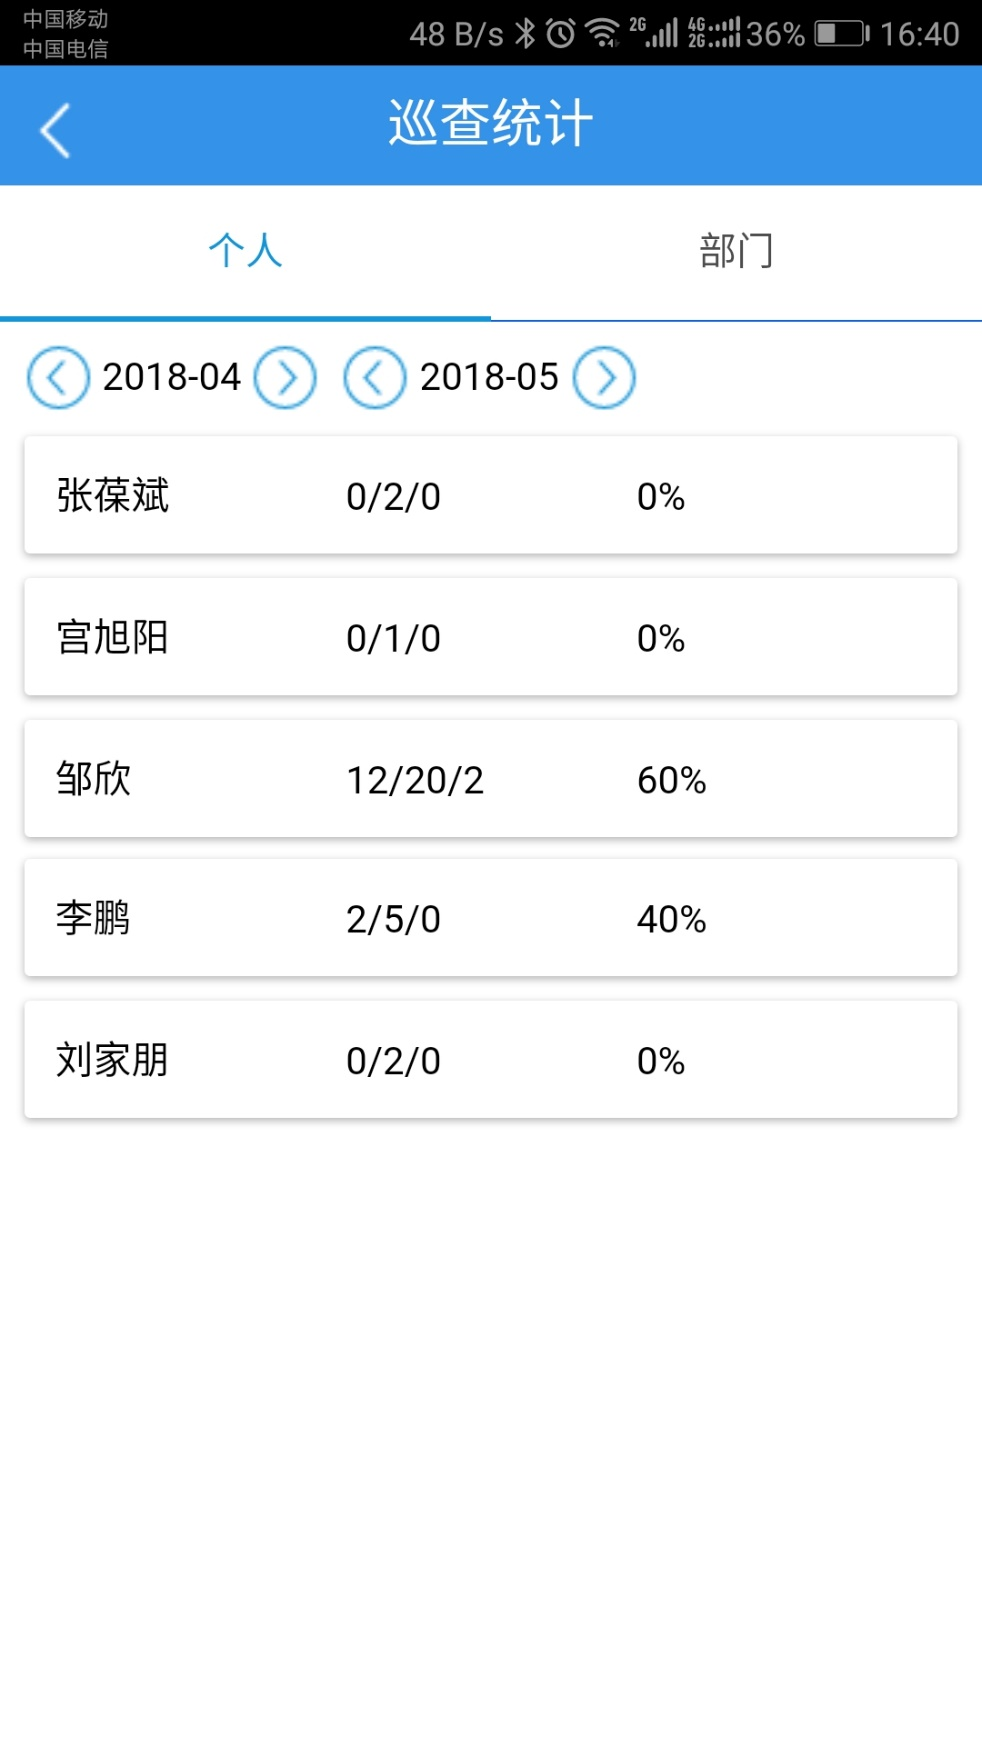 中国移动
中国电信
48 B/s 2G 4G 2G 36% 16:40
巡查统计
个人 部门
2018-04 2018-05
张葆斌 0/2/0 0%
宫旭阳 0/1/0 0%
邹欣 12/20/2 60%
李鹏 2/5/0 40%
刘家朋 0/2/0 0%